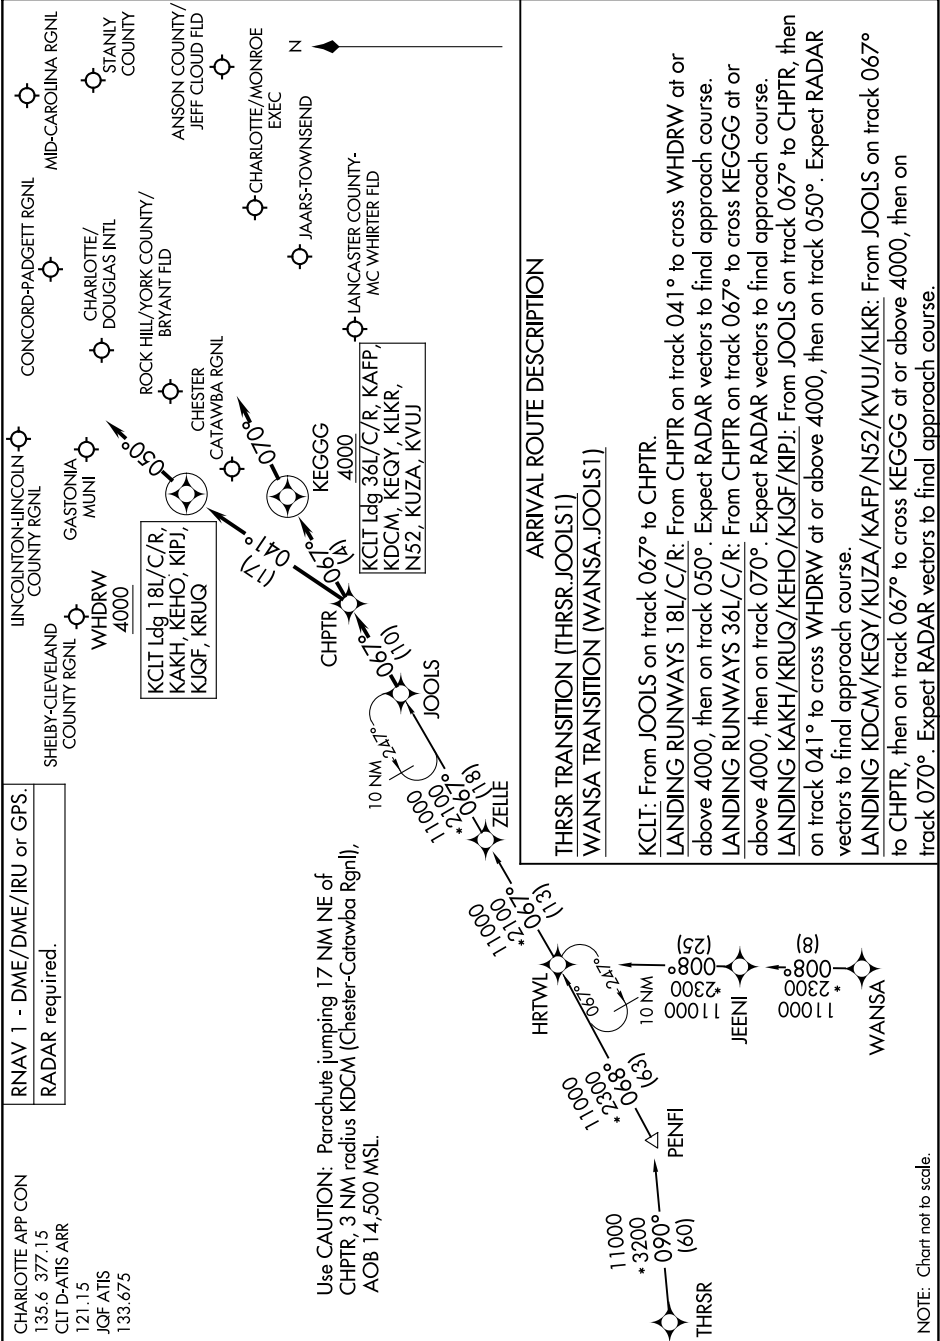 CHARLOTTE APP CON
135.6 377.15
CLT D-ATIS ARR
121.15
JQF ATIS
133.675
RNAV 1 - DME/DME/IRU or GPS.
RADAR required.
SHELBY-CLEVELAND
COUNTY RGNL
LINCOLNTON-LINCOLN
COUNTY RGNL
GASTONIA
MUNI
CONCORD-PADGETT RGNL
CHARLOTTE/
DOUGLAS INTL
MID-CAROLINA RGNL
STANLY
COUNTY
ROCK HILL/YORK COUNTY/
BRYANT FLD
ANSON COUNTY/
JEFF CLOUD FLD
CHESTER
CATAWBA RGNL
CHARLOTTE/MONROE
EXEC
JAARS-TOWNSEND
LANCASTER COUNTY-
MC WHIRTER FLD
N
WHDRW
4000
KCLT Ldg 18L/C/R,
KAKH, KEHO, KIPJ,
KJQF, KRUQ
050°
041°
(17)
070°
KEGGG
4000
KCLT Ldg 36L/C/R, KAFP,
KDCM, KEQY, KLKR,
N52, KUZA, KVUJ
067°
(4)
CHPTR
067°
(10)
JOOLS
10 NM
247°
11000
*2100
067°
(18)
ZELLE
11000
*2100
067°
(13)
HRTWL
067°
247°
10 NM
11000
*2300
068°
(63)
PENFI
11000
*3200
090°
(60)
THRSR
11000
*2300
008°
(25)
JEENI
11000
*2300
008°
(8)
WANSA
Use CAUTION: Parachute jumping 17 NM NE of
CHPTR, 3 NM radius KDCM (Chester-Catawba Rgnl),
AOB 14,500 MSL.
ARRIVAL ROUTE DESCRIPTION
THRSR TRANSITION (THRSR.JOOLS1)
WANSA TRANSITION (WANSA.JOOLS1)
KCLT: From JOOLS on track 067° to CHPTR.
LANDING RUNWAYS 18L/C/R: From CHPTR on track 041° to cross WHDRW at or
above 4000, then on track 050°. Expect RADAR vectors to final approach course.
LANDING RUNWAYS 36L/C/R: From CHPTR on track 067° to cross KEGGG at or
above 4000, then on track 070°. Expect RADAR vectors to final approach course.
LANDING KAKH/KRUQ/KEHO/KJQF/KIPJ: From JOOLS on track 067° to CHPTR, then
on track 041° to cross WHDRW at or above 4000, then on track 050°. Expect RADAR
vectors to final approach course.
LANDING KDCM/KEQY/KUZA/KAFP/N52/KVUJ/KLKR: From JOOLS on track 067°
to CHPTR, then on track 067° to cross KEGGG at or above 4000, then on
track 070°. Expect RADAR vectors to final approach course.
NOTE: Chart not to scale.